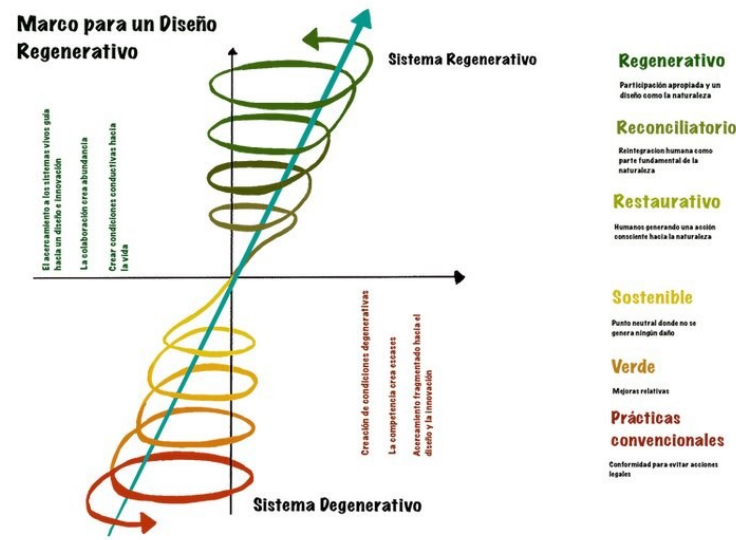 Marco para un Diseño
Regenerativo
Sistema Regenerativo
El acercamiento a los sistemas vivos guia
hacia un diseño e innovación
La colaboración crea abundancia
Crear condiciones conductivas hacia
la vida
Creación de condiciones degenerativas
La competencia crea escases
Acercamiento fragmentado hacia el
diseño y la innovación
Sistema Degenerativo
Regenerativo
Participación apropiada y un
diseño como la naturaleza
Reconciliatorio
Reintegracion humana como
parte fundamental de la
naturaleza
Restaurativo
Humanos generando una acción
consciente hacia la naturaleza
Sostenible
Punto neutral donde no se
genera ningún daño
Verde
Mejoras relativas
Prácticas
convencionales
Conformidad para evitar acciones
legales